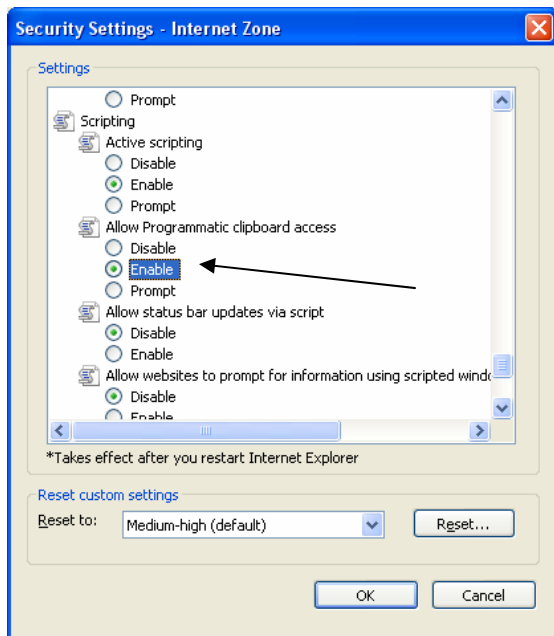 Security Settings - Internet Zone
Settings
Prompt
Scripting
Active scripting
Disable
Enable
Prompt
Allow Programmatic clipboard access
Disable
Enable
Prompt
Allow status bar updates via script
Disable
Enable
Allow websites to prompt for information using scripted windo
Disable
Enable
*Takes effect after you restart Internet Explorer
Reset custom settings
Reset to: Medium-high (default) Reset...
OK Cancel